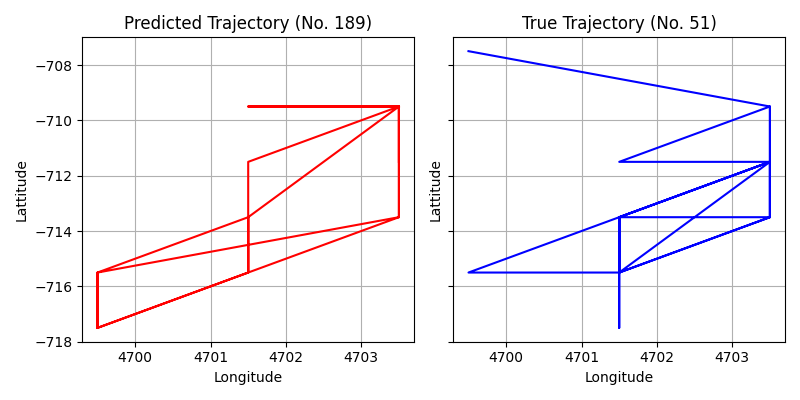 Predicted Trajectory (No. 189)
True Trajectory (No. 51)
−708
−710
−712
−714
−716
−718
Lattitude
Lattitude
4700
4701
4702
4703
4700
4701
4702
4703
Longitude
Longitude